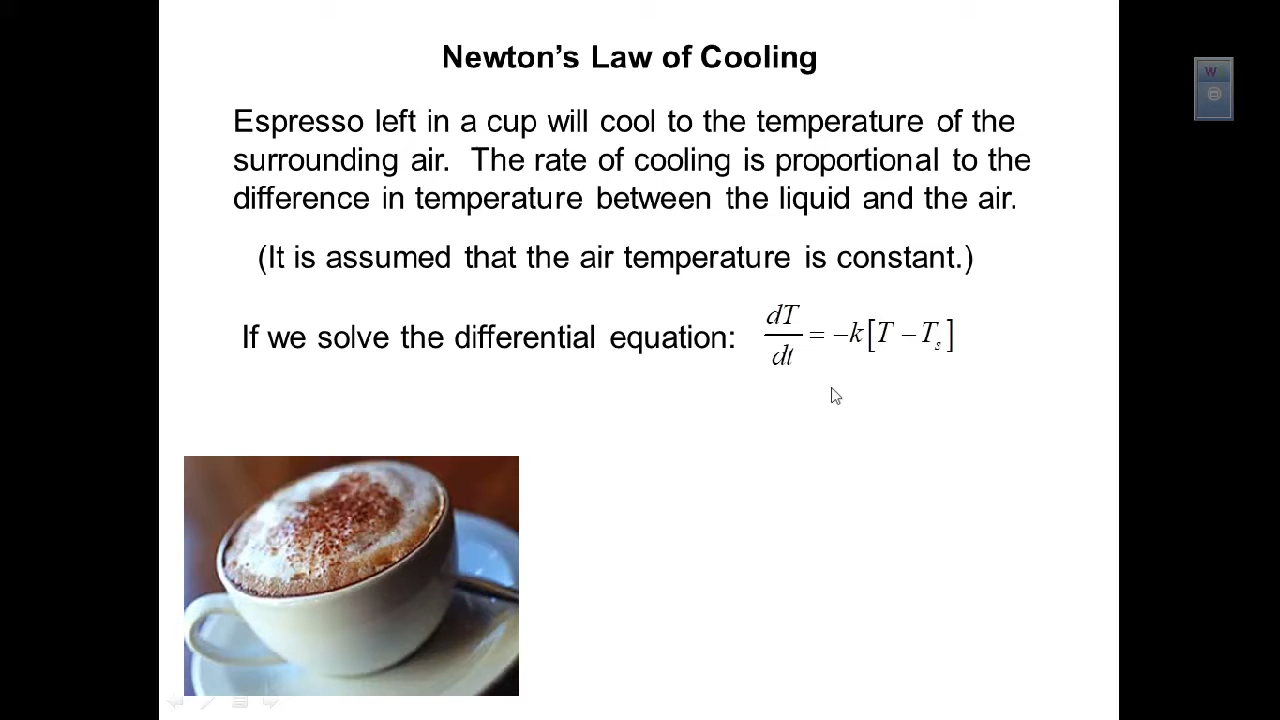 Newton's Law of Cooling
Espresso left in a cup will cool to the temperature of the
surrounding air.  The rate of cooling is proportional to the
difference in temperature between the liquid and the air.
(It is assumed that the air temperature is constant.)
If we solve the differential equation: dT/dt = −k[T − Tₛ]
W